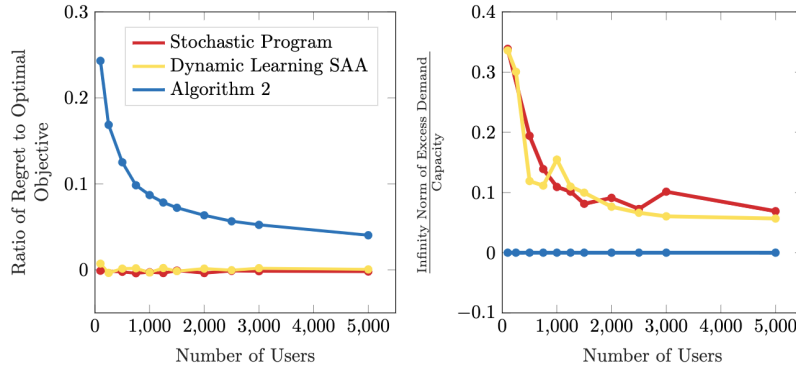 Ratio of Regret to Optimal
Objective
0.3
0.2
0.1
0
Stochastic Program
Dynamic Learning SAA
Algorithm 2
0 1,000 2,000 3,000 4,000 5,000
Number of Users
Infinity Norm of Excess Demand
Capacity
0.4
0.3
0.2
0.1
0
−0.1
0 1,000 2,000 3,000 4,000 5,000
Number of Users